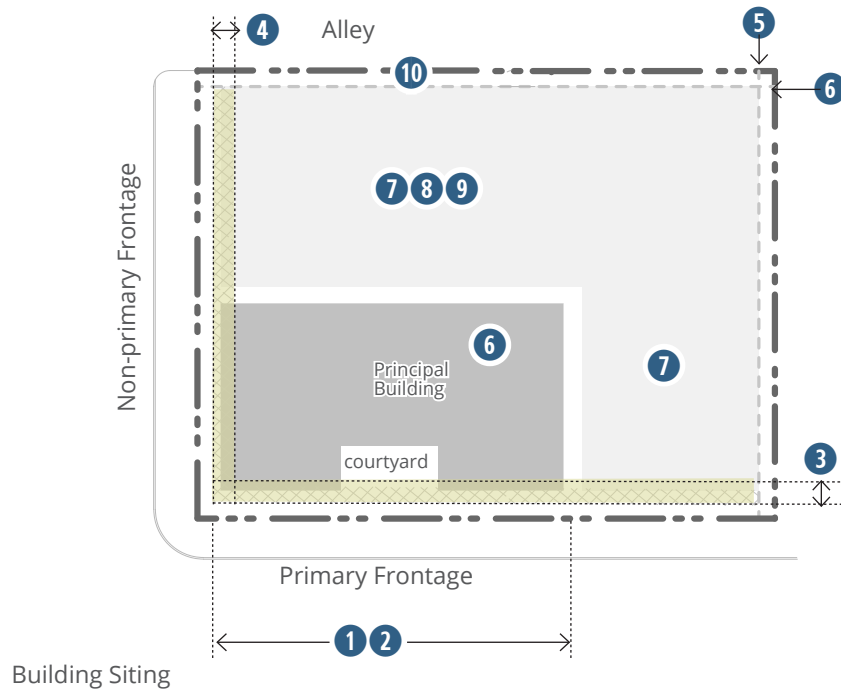 4
Alley
5
10
6
7 8 9
Non-primary Frontage
6
Principal
Building
7
courtyard
3
Primary Frontage
1 2
Building Siting